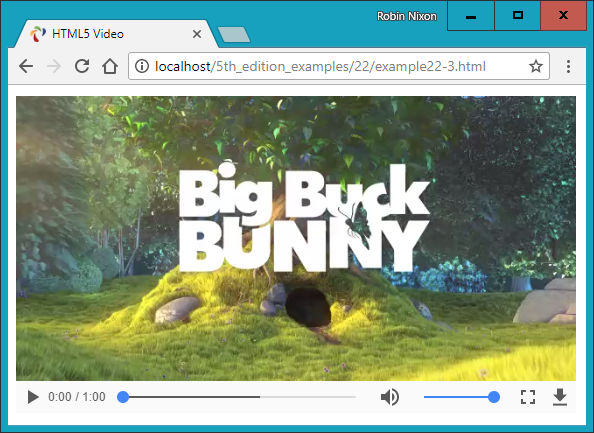 Robin Nixon
HTML5 Video
localhost/5th_edition_examples/22/example22-3.html
Big Buck
BUNNY
0:00 / 1:00